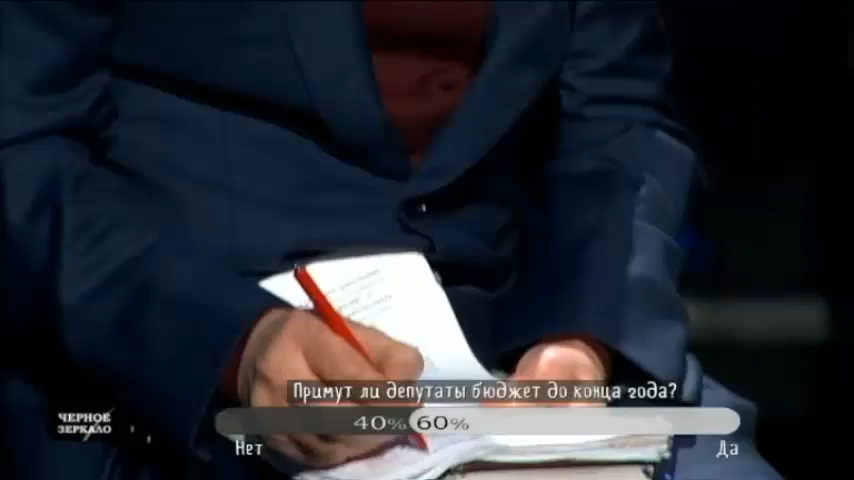 Примут ли депутаты бюджет до конца года?
ЧЕРНОЕ
ЗЕРКАЛО
40% 60%
Нет
Да